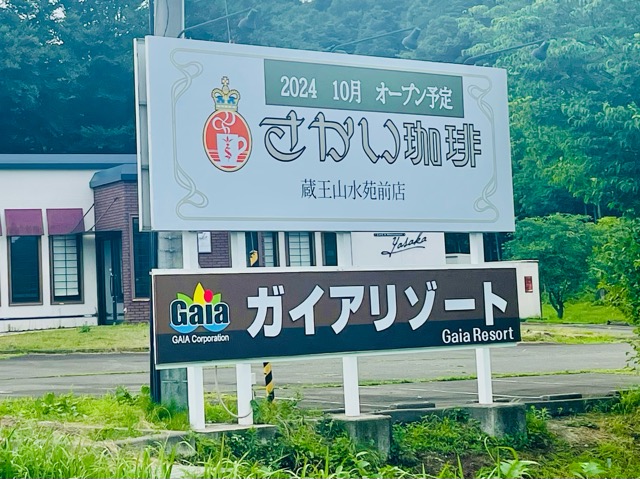 2024 10月 オープン予定
さかい珈琲
蔵王山水苑前店
Yasaka
Gaia
GAIA Corporation
ガイアリゾート
Gaia Resort